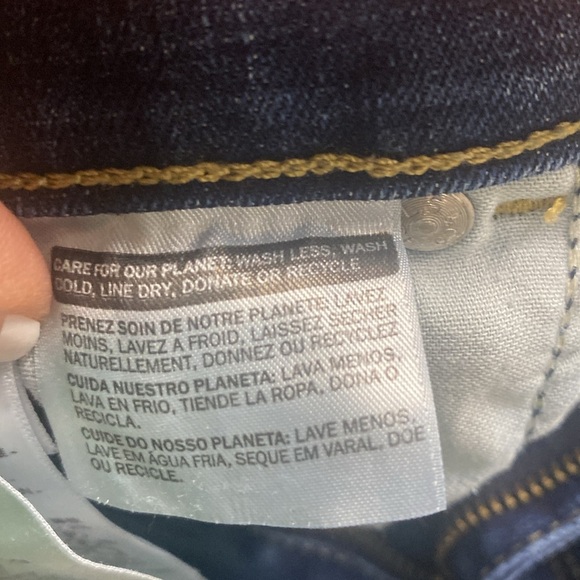 CARE FOR OUR PLANET: WASH LESS, WASH
COLD, LINE DRY, DONATE OR RECYCLE
PRENEZ SOIN DE NOTRE PLANETE: LAVEZ
MOINS, LAVEZ A FROID, LAISSEZ SECHER
NATURELLEMENT, DONNEZ OU RECYCLEZ
CUIDA NUESTRO PLANETA: LAVA MENOS,
LAVA EN FRIO, TIENDE LA ROPA, DONA O
RECICLA.
CUIDE DO NOSSO PLANETA: LAVE MENOS,
LAVE EM ÁGUA FRIA, SEQUE EM VARAL, DOE
OU RECICLE.